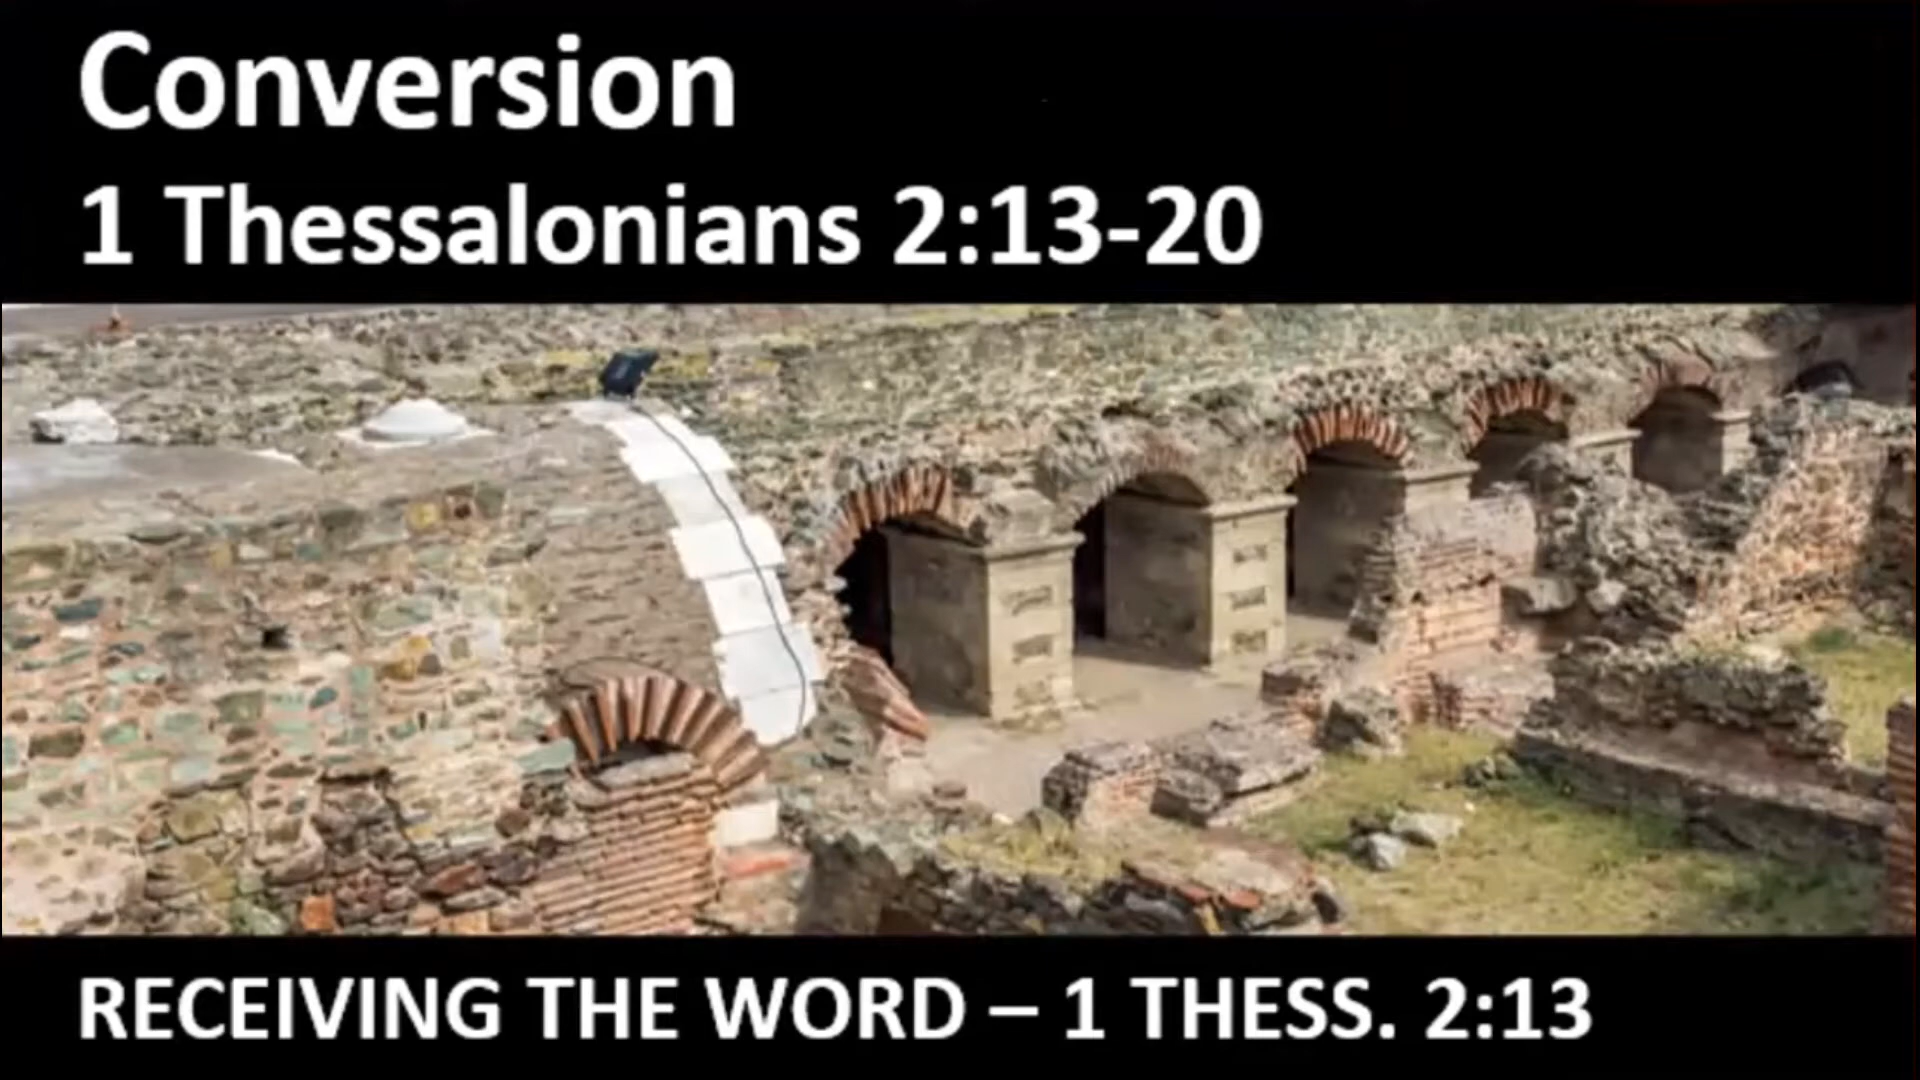 Conversion
1 Thessalonians 2:13-20
RECEIVING THE WORD – 1 THESS. 2:13